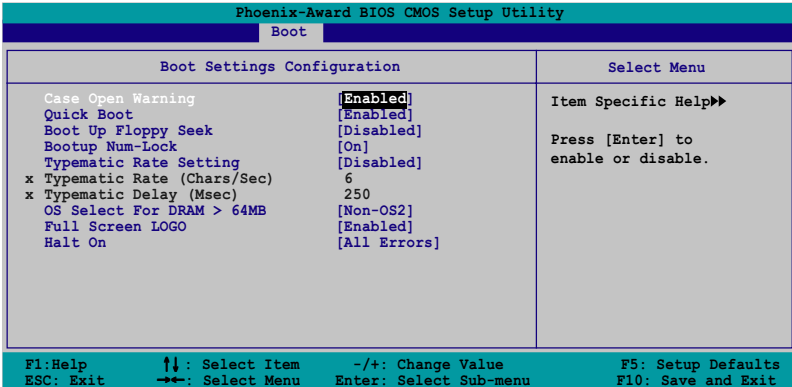 Phoenix-Award BIOS CMOS Setup Utility
Boot
Boot Settings Configuration
Select Menu
Case Open Warning [Enabled]
Quick Boot [Enabled]
Boot Up Floppy Seek [Disabled]
Bootup Num-Lock [On]
Typematic Rate Setting [Disabled]
x Typematic Rate (Chars/Sec) 6
x Typematic Delay (Msec) 250
OS Select For DRAM > 64MB [Non-OS2]
Full Screen LOGO [Enabled]
Halt On [All Errors]
Item Specific Help▶▶
Press [Enter] to
enable or disable.
F1:Help ↑↓: Select Item -/+: Change Value F5: Setup Defaults
ESC: Exit →←: Select Menu Enter: Select Sub-menu F10: Save and Exit